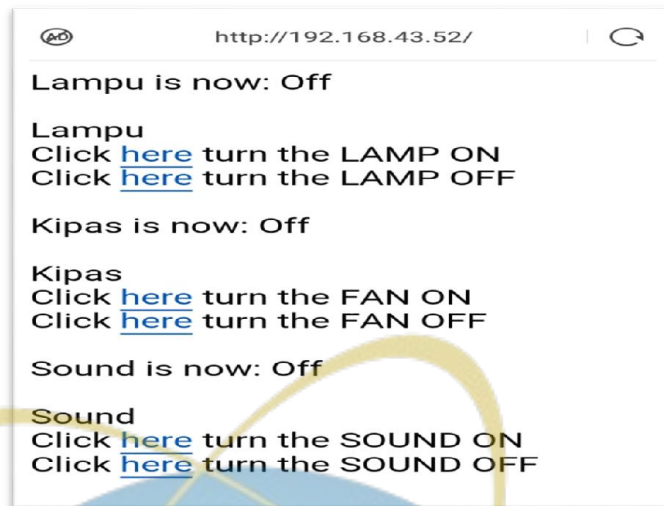 http://192.168.43.52/
Lampu is now: Off
Lampu
Click here turn the LAMP ON
Click here turn the LAMP OFF
Kipas is now: Off
Kipas
Click here turn the FAN ON
Click here turn the FAN OFF
Sound is now: Off
Sound
Click here turn the SOUND ON
Click here turn the SOUND OFF